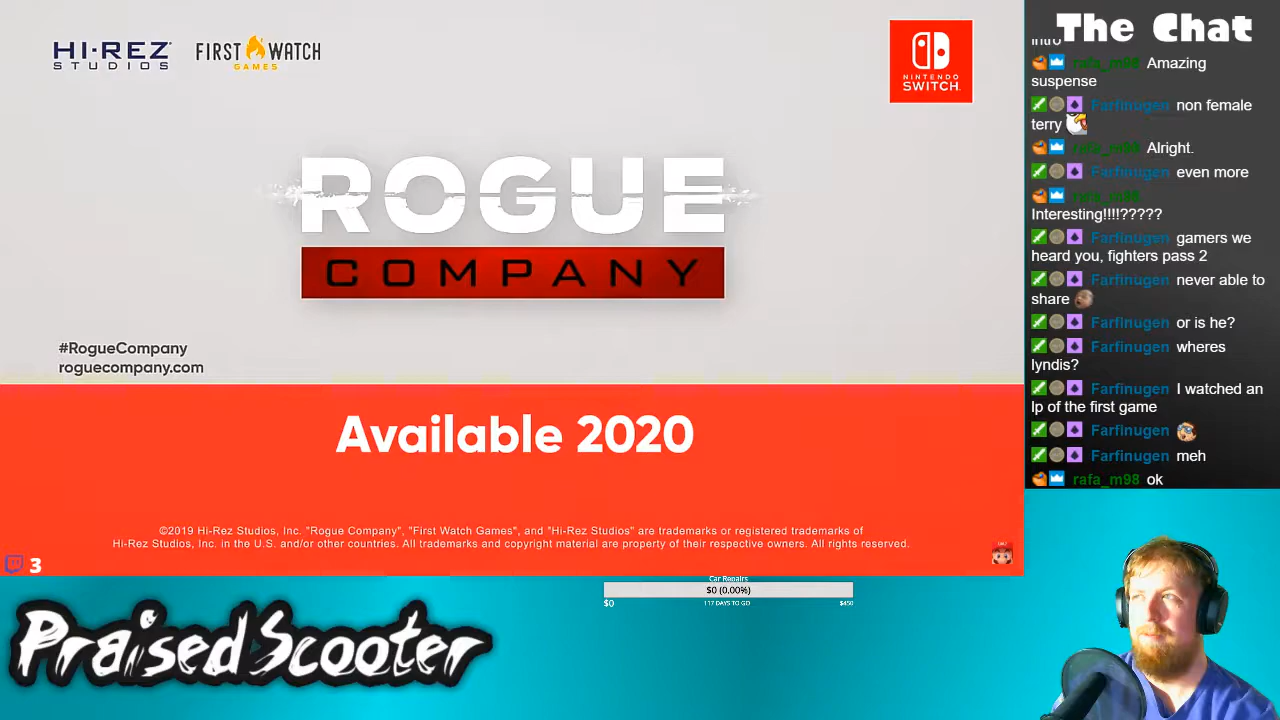 HI-REZ
STUDIOS
FIRST WATCH
GAMES
NINTENDO
SWITCH
ROGUE
COMPANY
#RogueCompany
roguecompany.com
Available 2020
©2019 Hi-Rez Studios, Inc. "Rogue Company", "First Watch Games", and "Hi-Rez Studios" are trademarks or registered trademarks of
Hi-Rez Studios, Inc. in the U.S. and/or other countries. All trademarks and copyright material are property of their respective owners. All rights reserved.
3
The Chat
intro
rafa_m98 Amazing
suspense
Farfinugen non female
terry
rafa_m98 Alright.
Farfinugen even more
rafa_m98
Interesting!!!!?????
Farfinugen gamers we
heard you, fighters pass 2
Farfinugen never able to
share
Farfinugen or is he?
Farfinugen wheres
lyndis?
Farfinugen I watched an
lp of the first game
Farfinugen
Farfinugen meh
rafa_m98 ok
Car Repairs
$0 (0.00%)
$0 117 DAYS TO GO $450
PraisedScooter